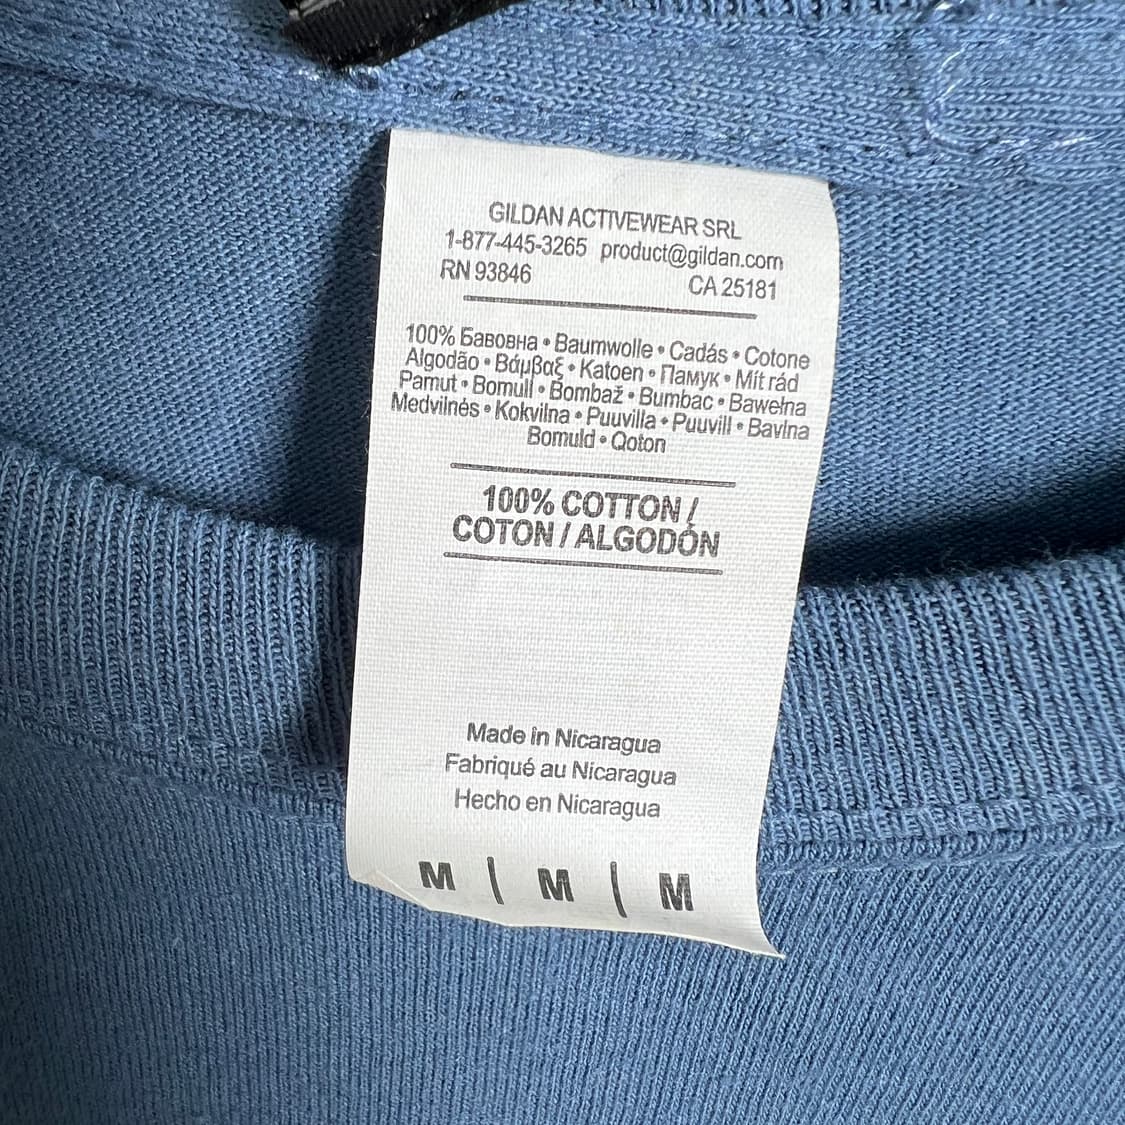 GILDAN ACTIVEWEAR SRL
1-877-445-3265 product@gildan.com
RN 93846 CA 25181
100% Бавовна • Baumwolle • Cadás • Cotone
Algodão • Βάμβαξ • Katoen • Памук • Mít rád
Pamut • Bomull • Bombaž • Bumbac • Bawełna
Medvilnės • Kokvilna • Puuvilla • Puuvill • Bavlna
Bomuld • Qoton
100% COTTON /
COTON / ALGODÓN
Made in Nicaragua
Fabriqué au Nicaragua
Hecho en Nicaragua
M | M | M